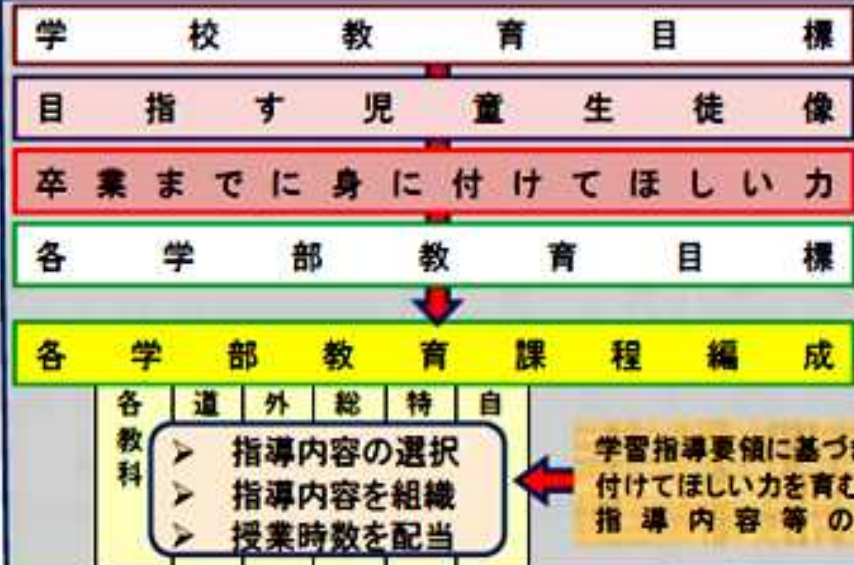 学校教育目標
目指す児童生徒像
卒業までに身に付けてほしい力
各学部教育目標
各学部教育課程編成
各教科
道 外 総 特 自
➤ 指導内容の選択
➤ 指導内容を組織
➤ 授業時数を配当
学習指導要領に基づ
付けてほしい力を育む
指導内容等の